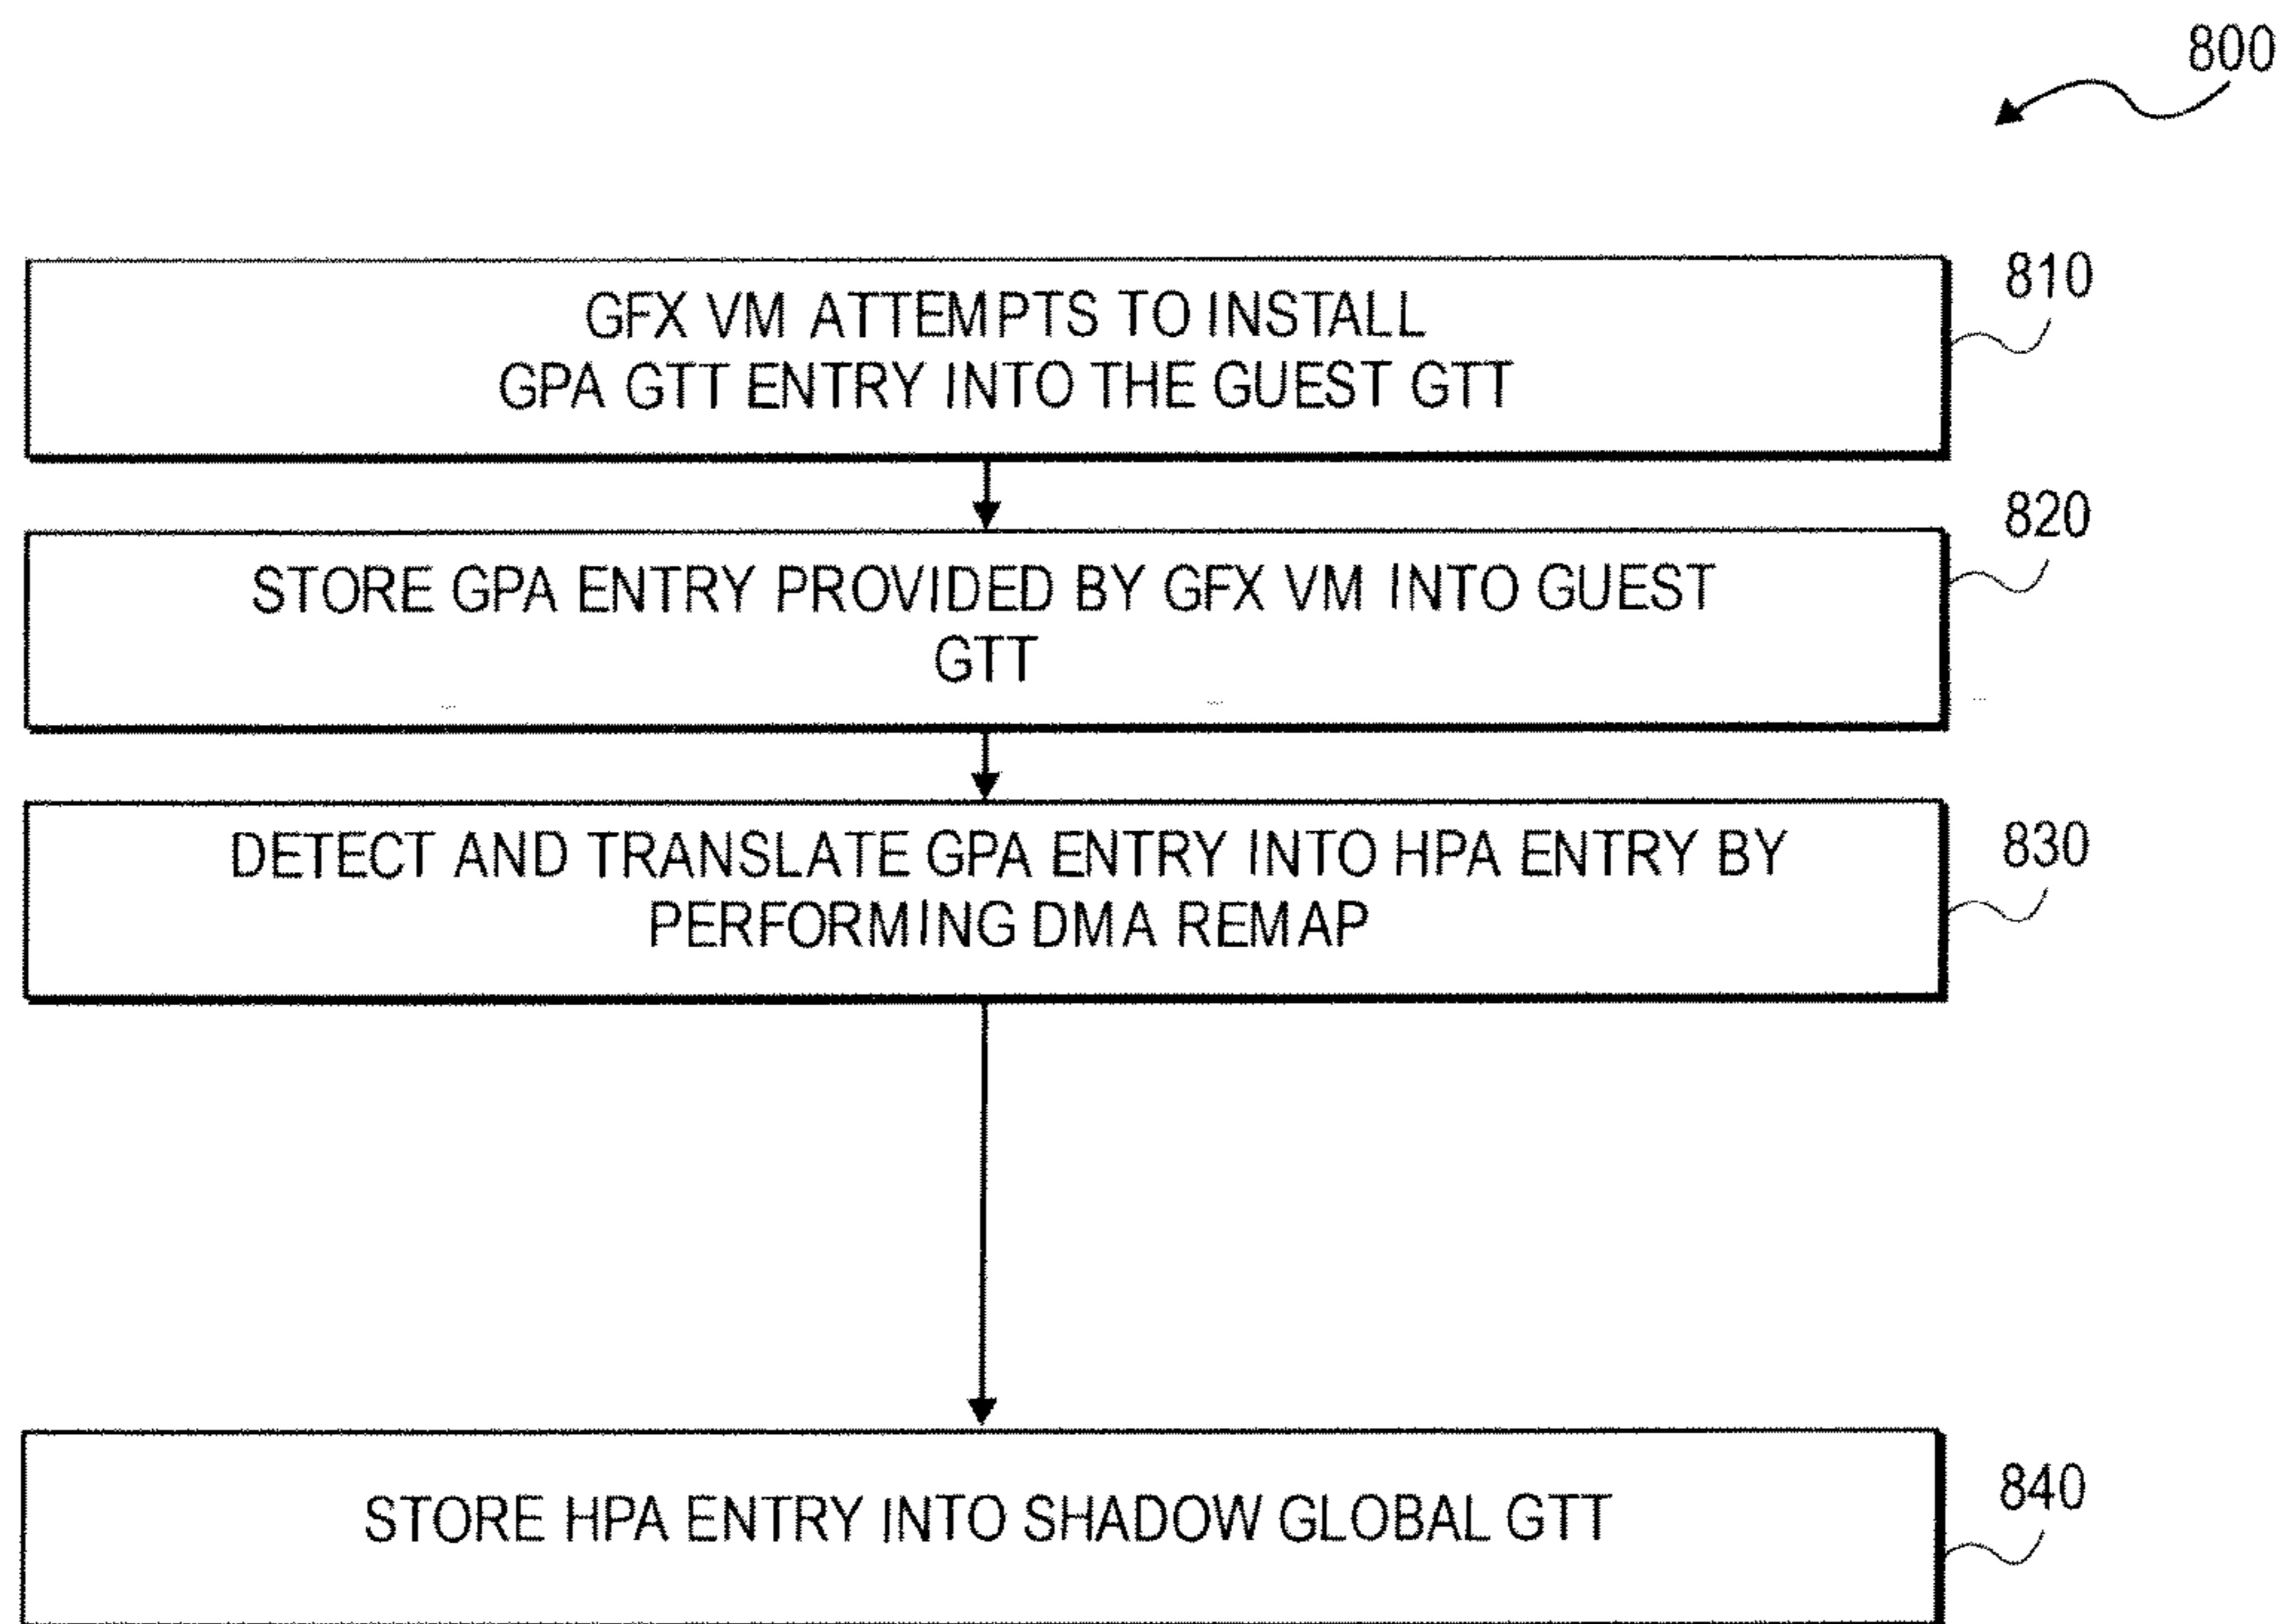 800
GFX VM ATTEMPTS TO INSTALL
GPA GTT ENTRY INTO THE GUEST GTT
810
STORE GPA ENTRY PROVIDED BY GFX VM INTO GUEST
GTT
820
DETECT AND TRANSLATE GPA ENTRY INTO HPA ENTRY BY
PERFORMING DMA REMAP
830
STORE HPA ENTRY INTO SHADOW GLOBAL GTT
840